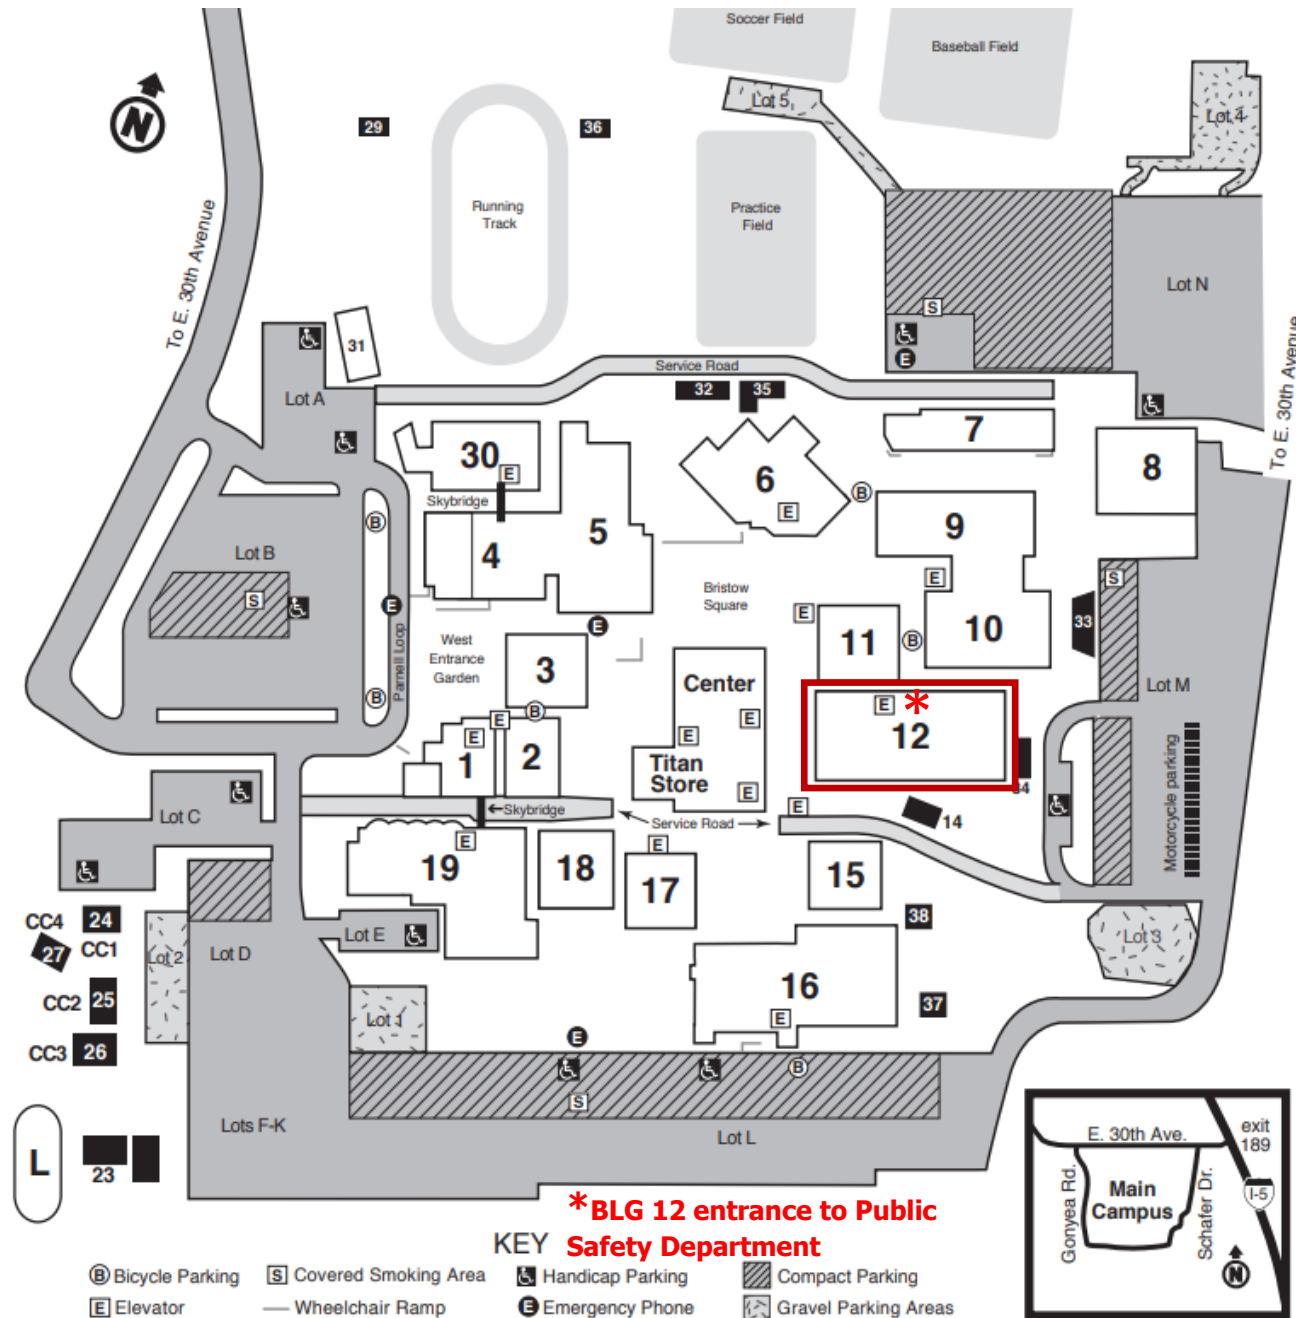 Soccer Field
Baseball Field
Lot 5
Lot 4
N
29
36
Running
Track
Practice
Field
To E. 30th Avenue
Lot N
S
E
To E. 30th Avenue
31
Service Road
32
35
Lot A
7
30
E
6
E
B
8
Skybridge
B
5
4
9
Lot B
S
E
Bristow
Square
E
S
E
E
11
B
10
33
Parnell Loop
West
Entrance
Garden
3
Center
Lot M
B
B
E
E
1
2
E
E
Titan
Store
E
E
*
12
34
Motorcycle parking
Skybridge
Service Road
E
14
Lot C
E
19
18
E
17
15
CC4
24
27
CC1
Lot 2
Lot D
Lot E
38
Lot 3
CC2
25
16
E
37
CC3
26
Lot 1
E
B
S
Lots F-K
Lot L
L
23
*BLG 12 entrance to Public
Safety Department
KEY
B Bicycle Parking
S Covered Smoking Area
Handicap Parking
Compact Parking
E Elevator
Wheelchair Ramp
E Emergency Phone
Gravel Parking Areas
E. 30th Ave.
exit
189
Gonyea Rd.
Main
Campus
Schafer Dr.
I-5
N